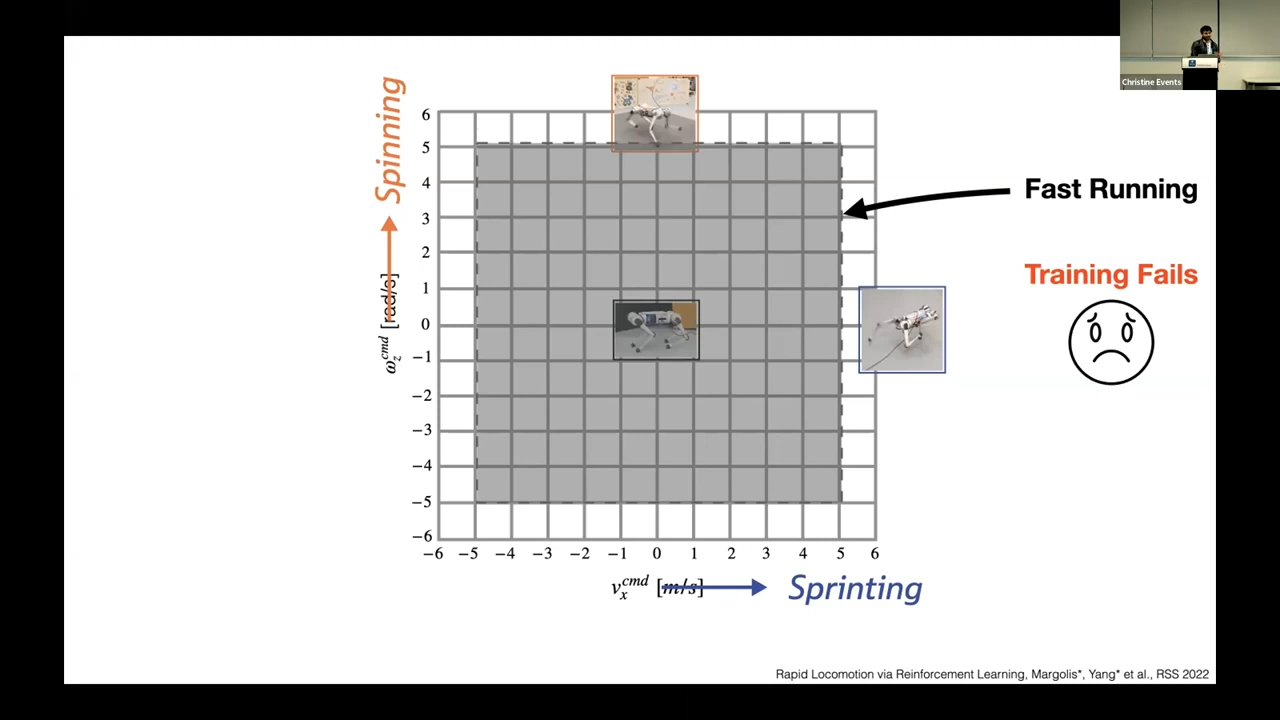 Christine Events
Spinning
ω_z^{cmd} [rad/s]
6
5
4
3
2
1
0
−1
−2
−3
−4
−5
−6
−6 −5 −4 −3 −2 −1 0 1 2 3 4 5 6
v_x^{cmd} [m/s]
Sprinting
Fast Running
Training Fails
Rapid Locomotion via Reinforcement Learning, Margolis*, Yang* et al., RSS 2022